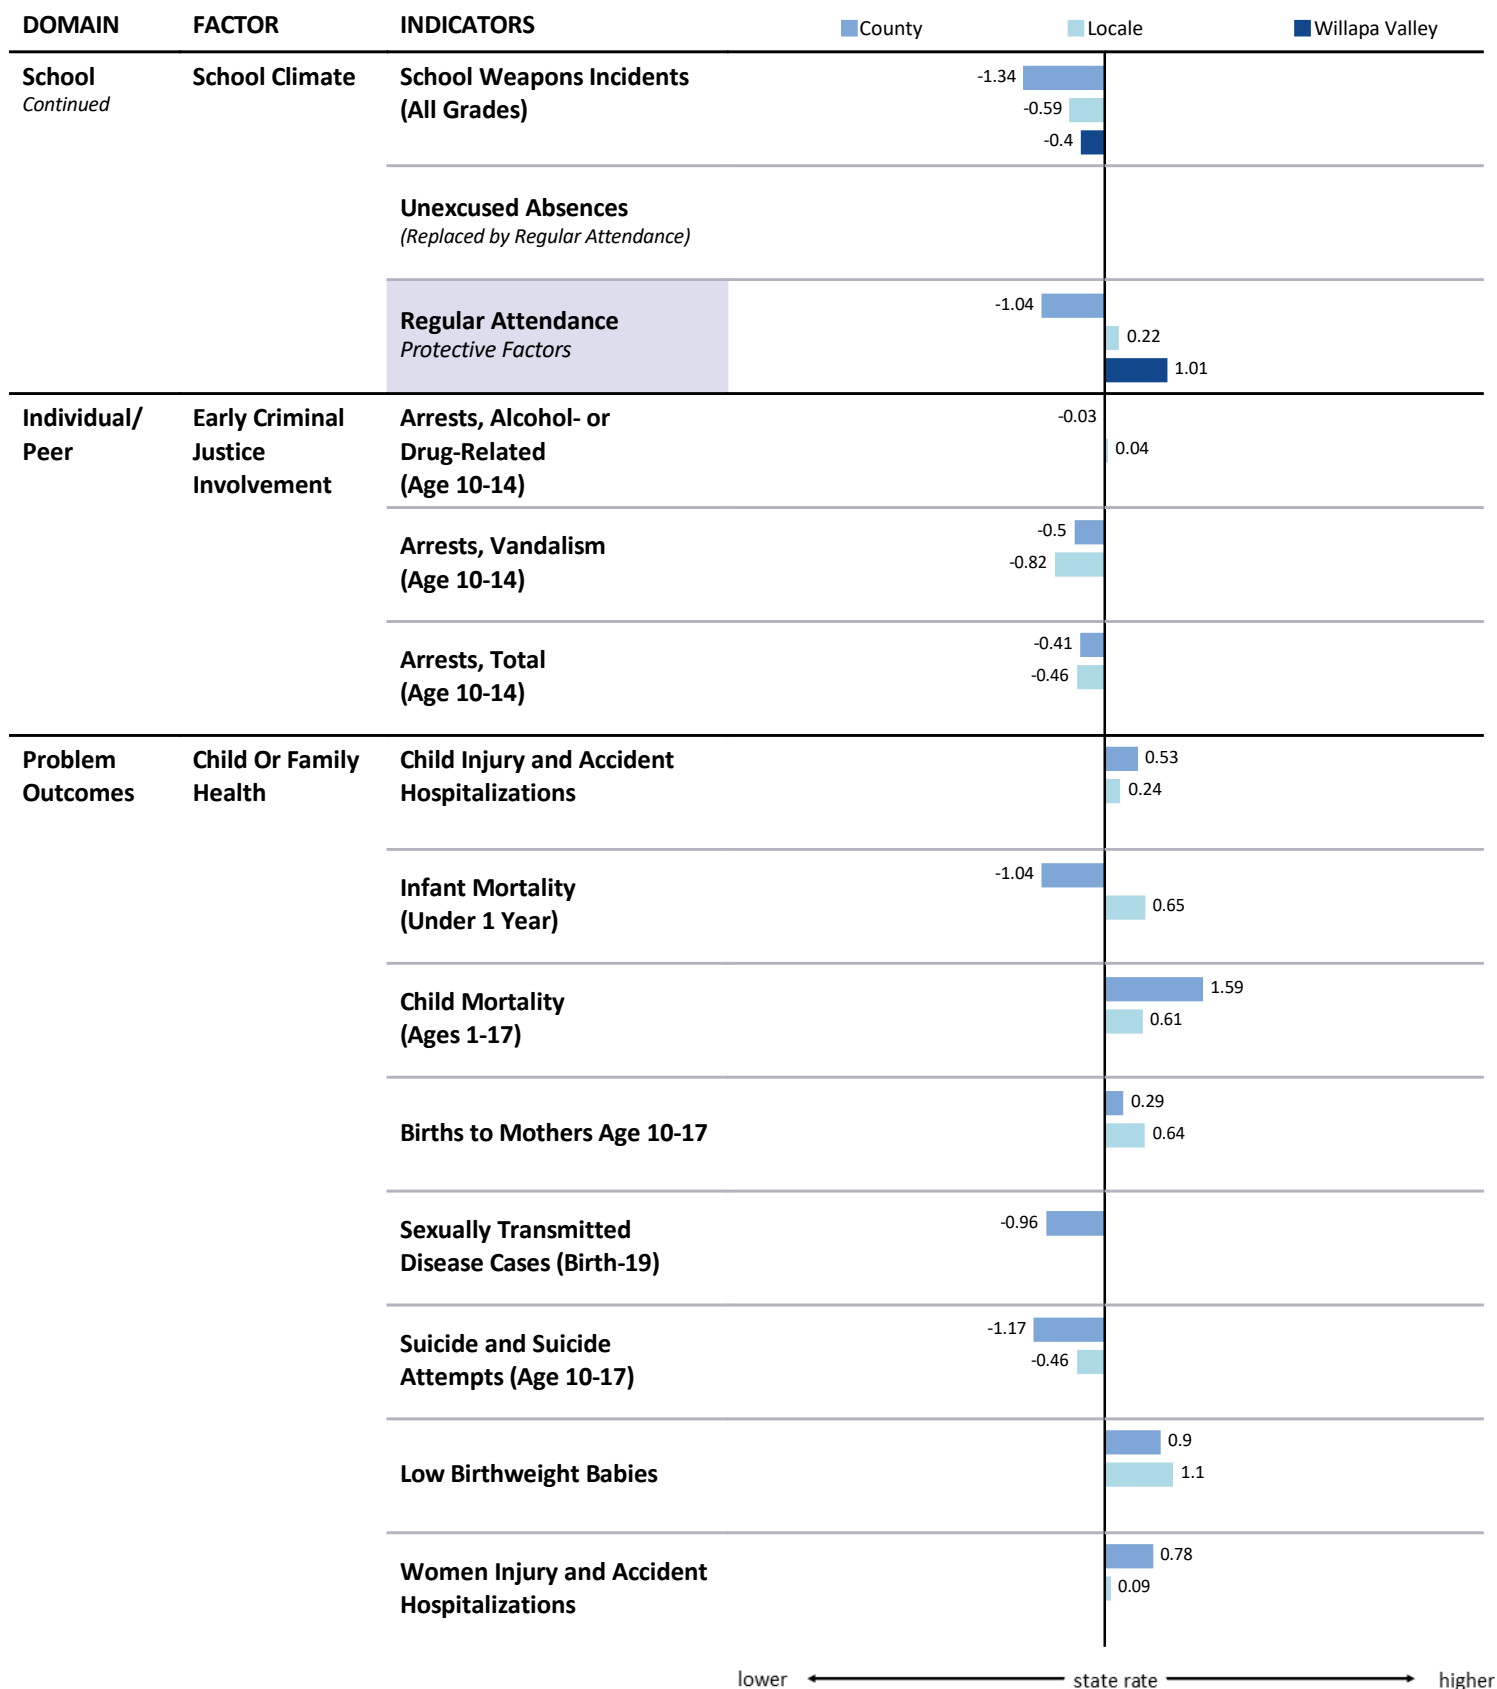 DOMAIN FACTOR INDICATORS County Locale Willapa Valley
School School Climate School Weapons Incidents -1.34
Continued (All Grades) -0.59
-0.4
Unexcused Absences
(Replaced by Regular Attendance)
Regular Attendance -1.04
Protective Factors 0.22
1.01
Individual/ Early Criminal Arrests, Alcohol- or -0.03
Peer Justice Drug-Related 0.04
Involvement (Age 10-14)
Arrests, Vandalism -0.5
(Age 10-14) -0.82
Arrests, Total -0.41
(Age 10-14) -0.46
Problem Child Or Family Child Injury and Accident 0.53
Outcomes Health Hospitalizations 0.24
Infant Mortality -1.04
(Under 1 Year) 0.65
Child Mortality 1.59
(Ages 1-17) 0.61
0.29
Births to Mothers Age 10-17 0.64
Sexually Transmitted -0.96
Disease Cases (Birth-19)
Suicide and Suicide -1.17
Attempts (Age 10-17) -0.46
0.9
Low Birthweight Babies 1.1
Women Injury and Accident 0.78
Hospitalizations 0.09
lower state rate higher